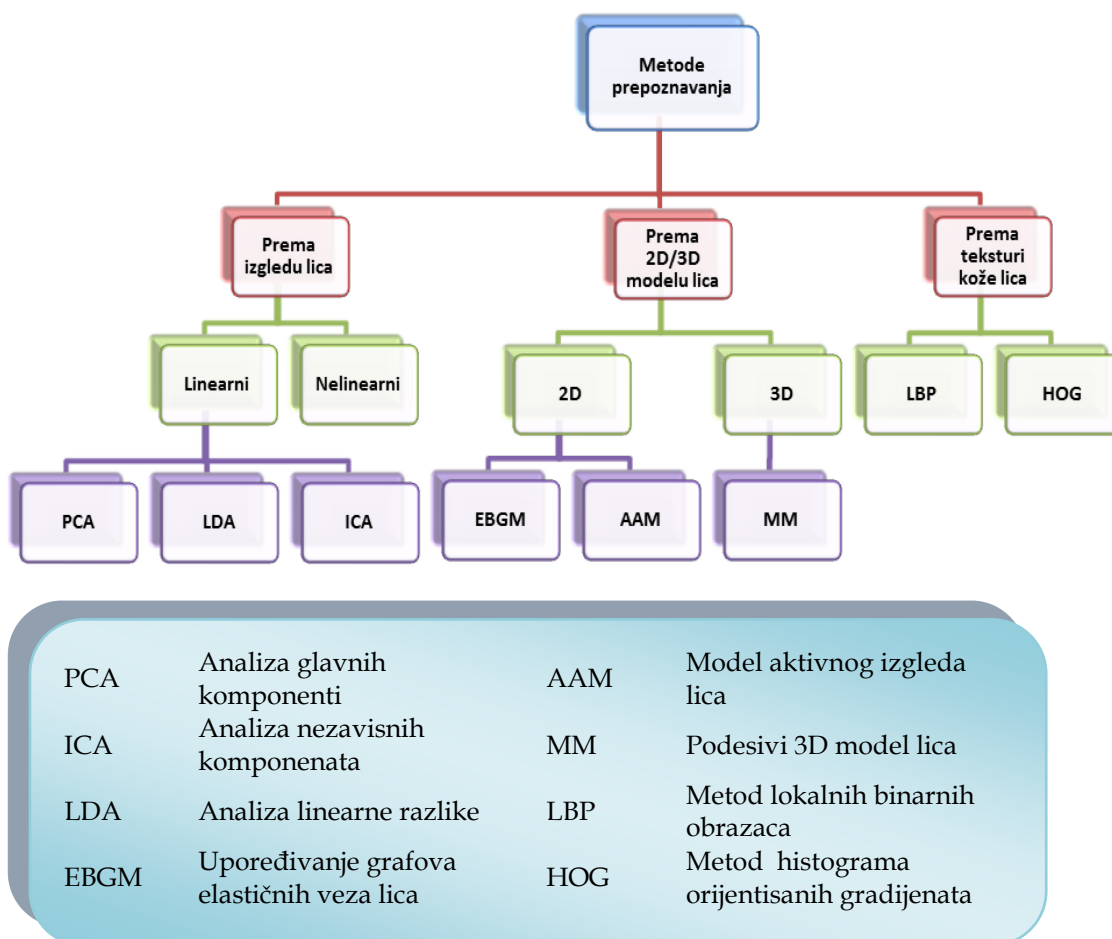 Metode
prepoznavanja
Prema
izgledu lica
Prema
2D/3D
modelu lica
Prema
teksturi
kože lica
Linearni
Nelinearni
2D
3D
LBP
HOG
PCA
LDA
ICA
EBGM
AAM
MM
PCA
Analiza glavnih
komponenti
AAM
Model aktivnog izgleda
lica
ICA
Analiza nezavisnih
komponenata
MM
Podesivi 3D model lica
LDA
Analiza linearne razlike
LBP
Metod lokalnih binarnih
obrazaca
EBGM
Upoređivanje grafova
elastičnih veza lica
HOG
Metod histograma
orijentisanih gradijenata